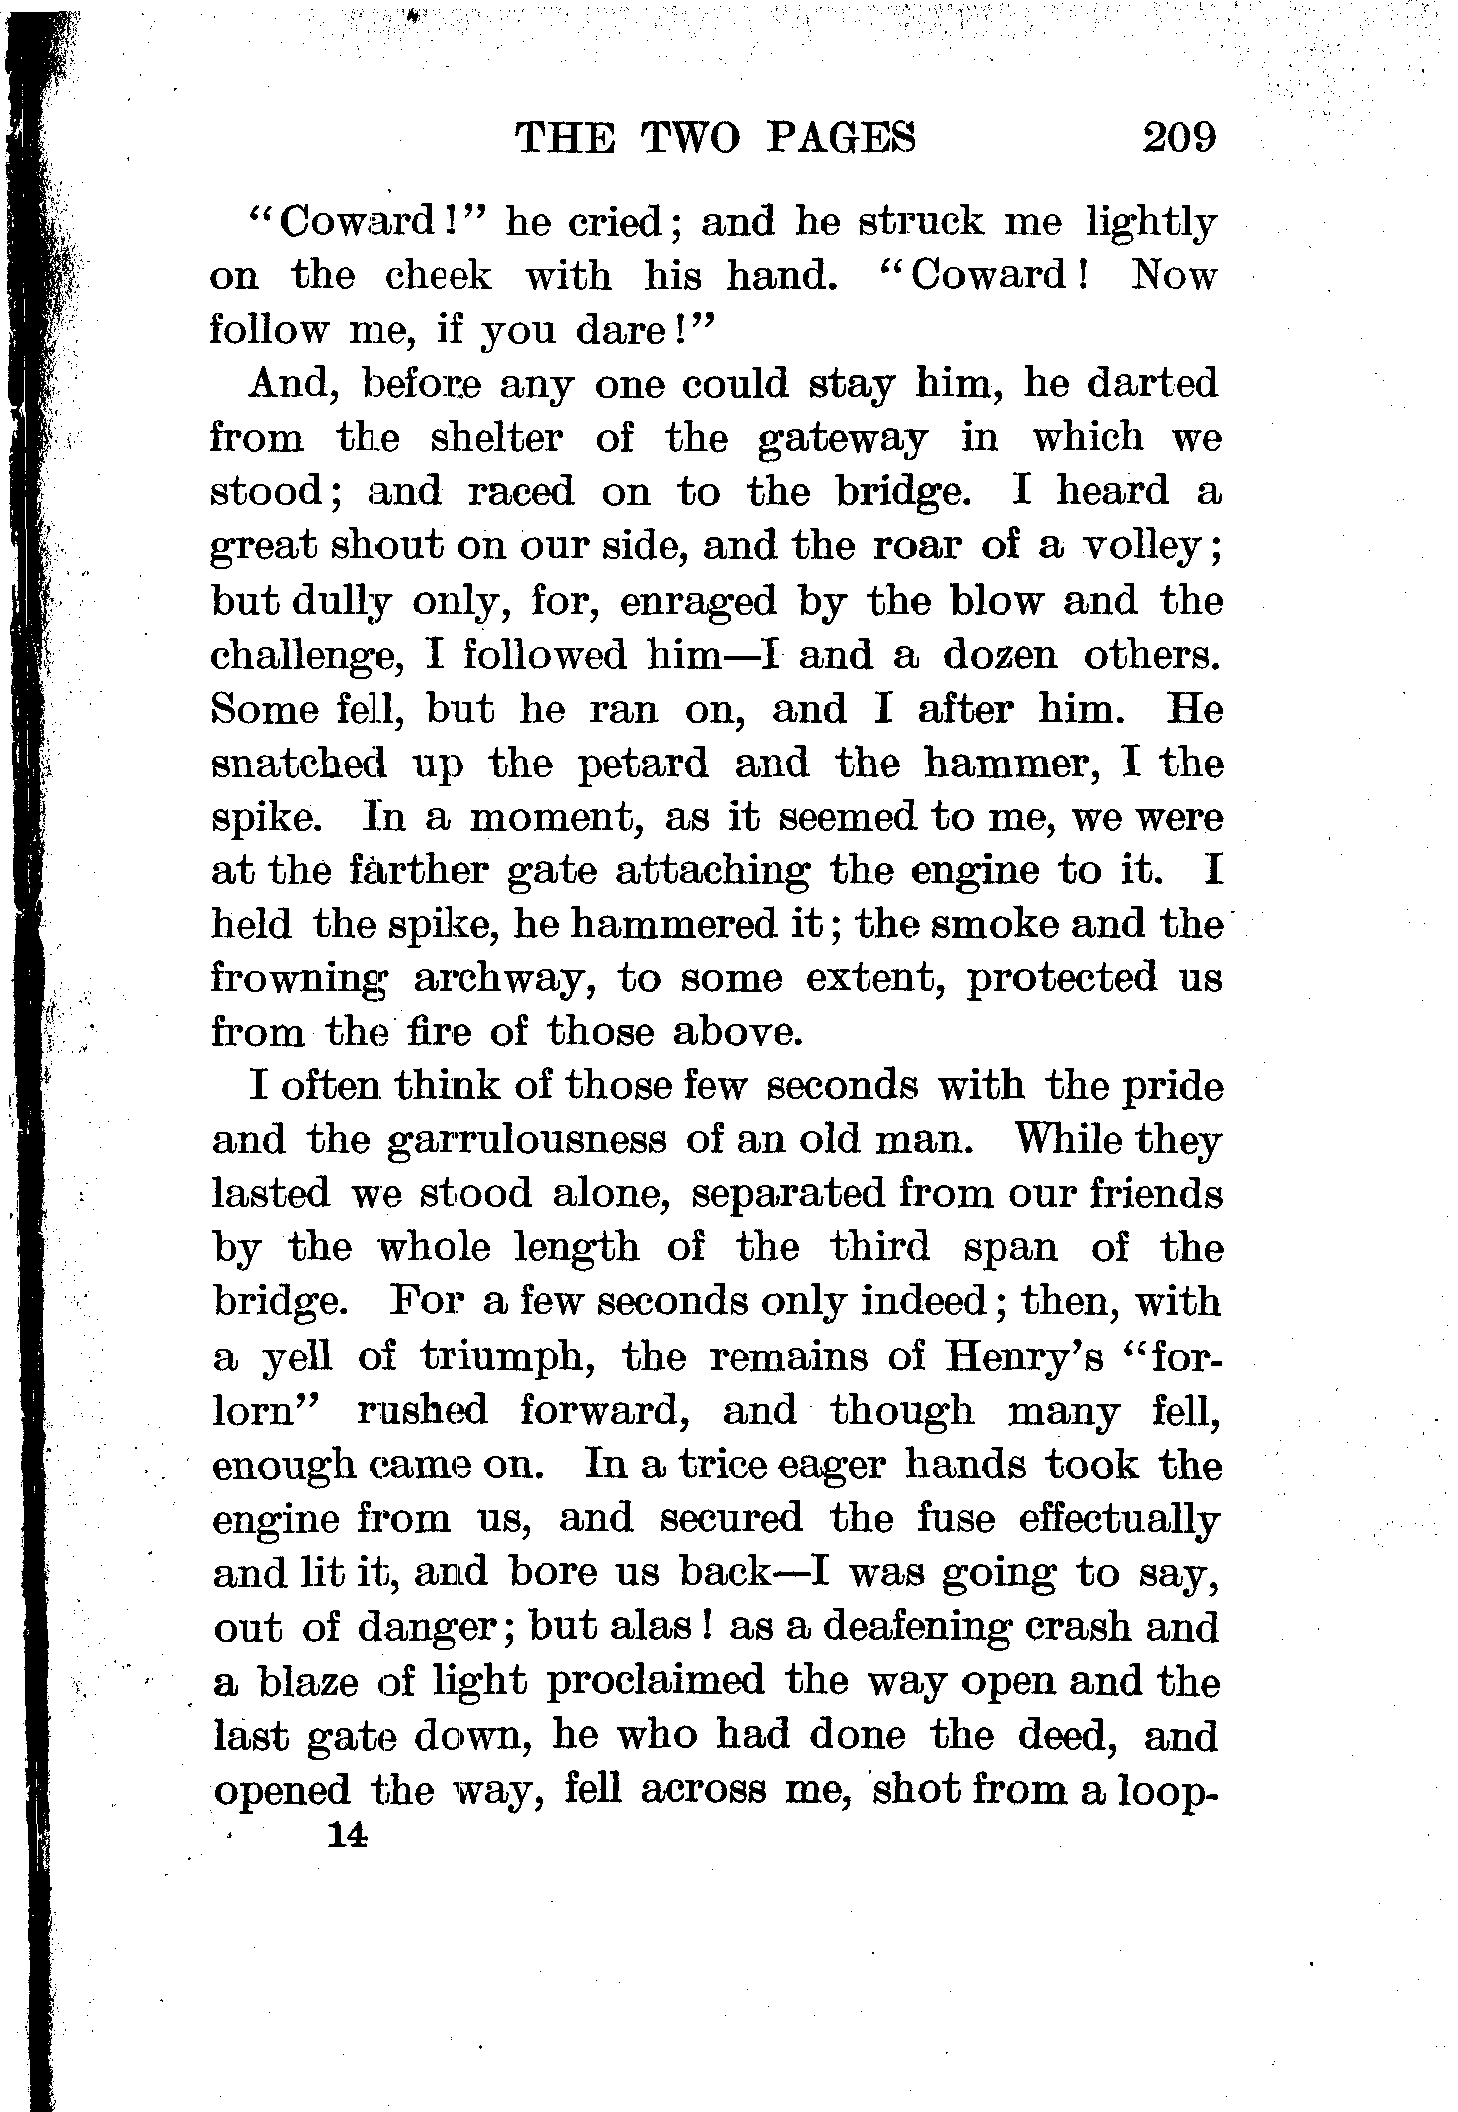 THE TWO PAGES 209
"Coward!" he cried; and he struck me lightly
on the cheek with his hand. "Coward! Now
follow me, if you dare!"
And, before any one could stay him, he darted
from the shelter of the gateway in which we
stood; and raced on to the bridge. I heard a
great shout on our side, and the roar of a volley;
but dully only, for, enraged by the blow and the
challenge, I followed him—I and a dozen others.
Some fell, but he ran on, and I after him. He
snatched up the petard and the hammer, I the
spike. In a moment, as it seemed to me, we were
at the farther gate attaching the engine to it. I
held the spike, he hammered it; the smoke and the
frowning archway, to some extent, protected us
from the fire of those above.
I often think of those few seconds with the pride
and the garrulousness of an old man. While they
lasted we stood alone, separated from our friends
by the whole length of the third span of the
bridge. For a few seconds only indeed; then, with
a yell of triumph, the remains of Henry's "for-
lorn" rushed forward, and though many fell,
enough came on. In a trice eager hands took the
engine from us, and secured the fuse effectually
and lit it, and bore us back—I was going to say,
out of danger; but alas! as a deafening crash and
a blaze of light proclaimed the way open and the
last gate down, he who had done the deed, and
opened the way, fell across me, shot from a loop-
14